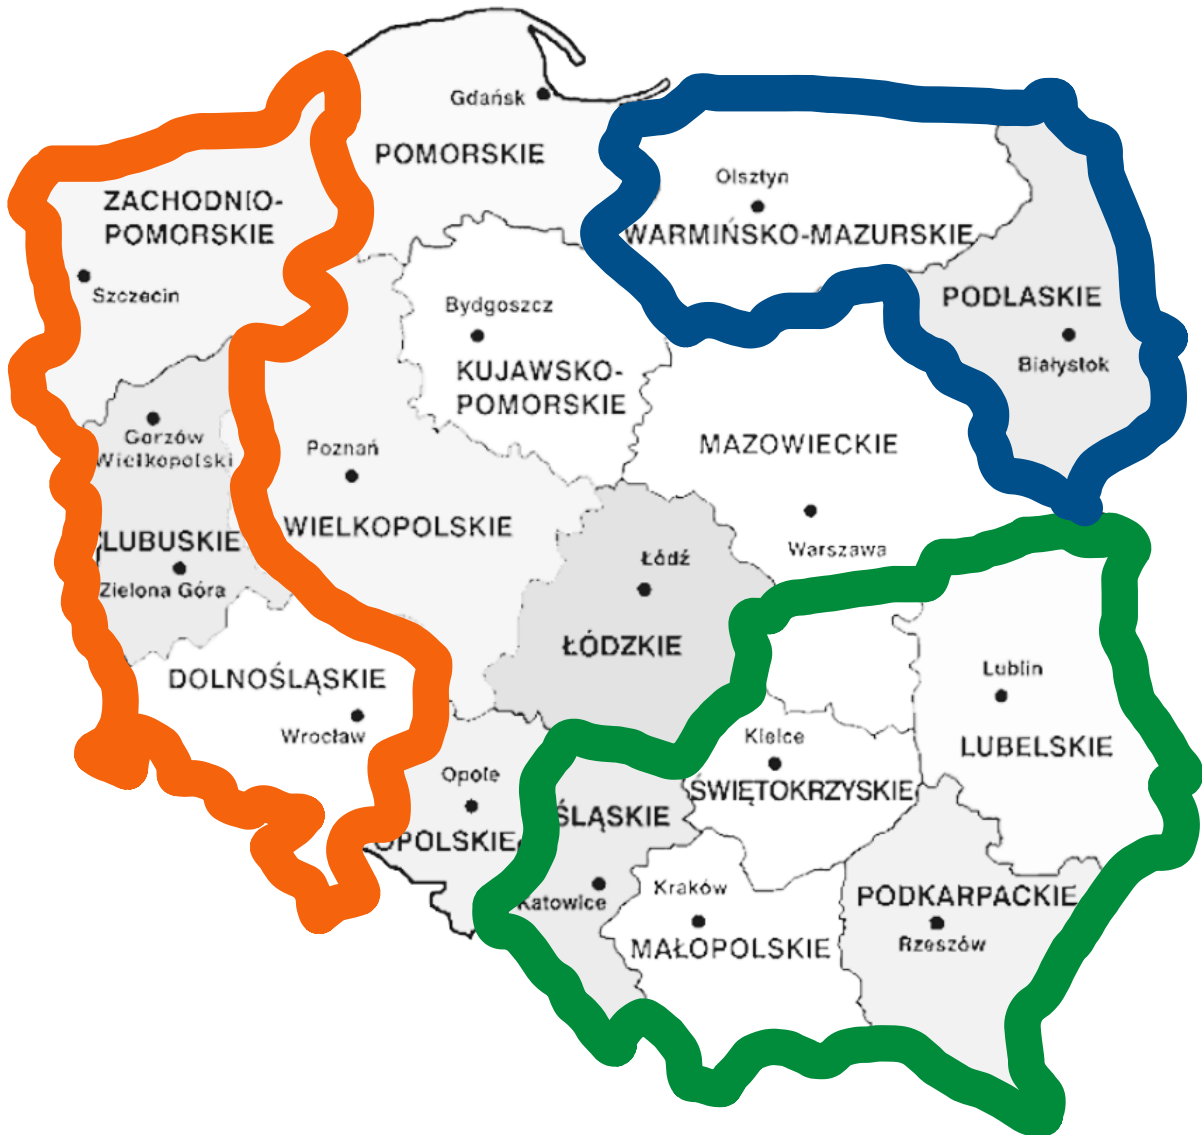 Gdańsk
POMORSKIE
Olsztyn
WARMIŃSKO-MAZURSKIE
ZACHODNIO-
POMORSKIE
Szczecin
PODLASKIE
Białystok
Bydgoszcz
KUJAWSKO-
POMORSKIE
Gorzów
Wielkopolski
Poznań
MAZOWIECKIE
WIELKOPOLSKIE
Warszawa
LUBUSKIE
Zielona Góra
Łódź
ŁÓDZKIE
DOLNOŚLĄSKIE
Wrocław
Lublin
LUBELSKIE
Kielce
ŚWIĘTOKRZYSKIE
Opole
OPOLSKIE
ŚLĄSKIE
Katowice
Kraków
MAŁOPOLSKIE
PODKARPACKIE
Rzeszów